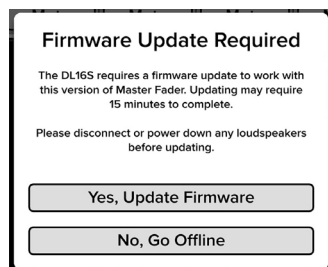 Firmware Update Required
The DL16S requires a firmware update to work with
this version of Master Fader. Updating may require
15 minutes to complete.
Please disconnect or power down any loudspeakers
before updating.
Yes, Update Firmware
No, Go Offline